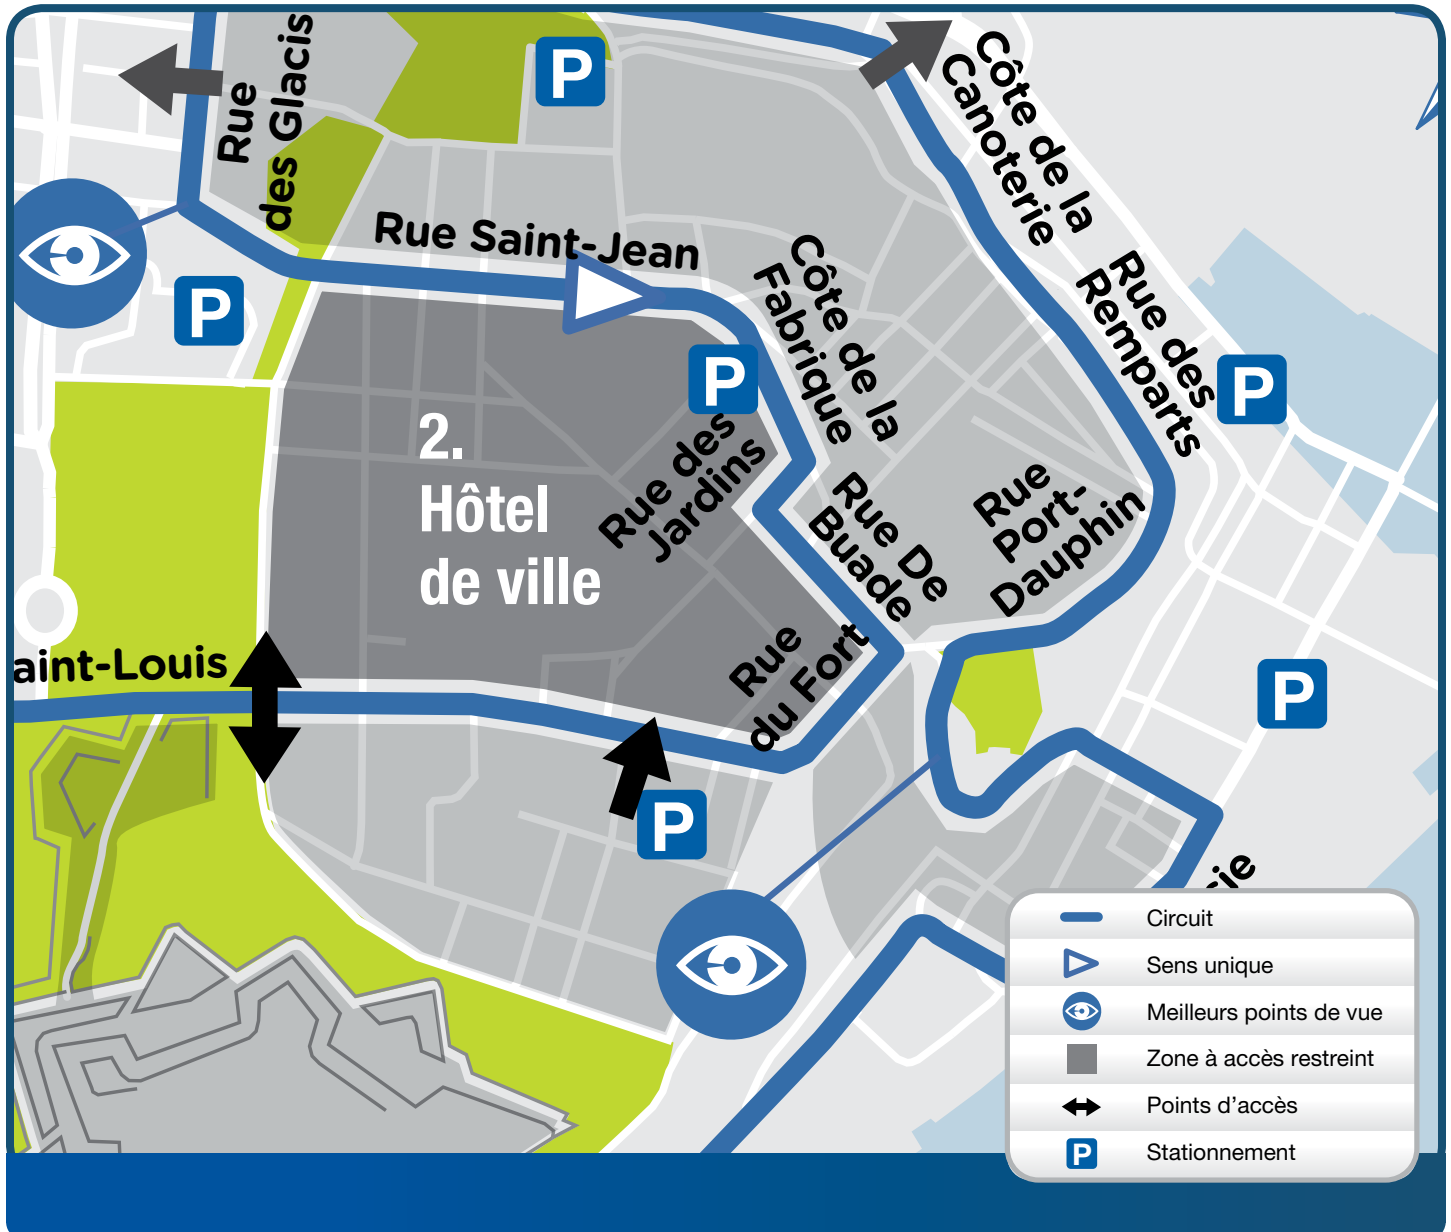 Rue
des Glacis
P
Côte de la
Canoterie
Rue Saint-Jean
P
Côte de la
Fabrique
Rue des
Remparts
P
P
2.
Hôtel
de ville
Rue des
Jardins
Rue De
Buade
Rue
Port-
Dauphin
Rue
du Fort
aint-Louis
P
P
Circuit
Sens unique
Meilleurs points de vue
Zone à accès restreint
Points d'accès
P
Stationnement